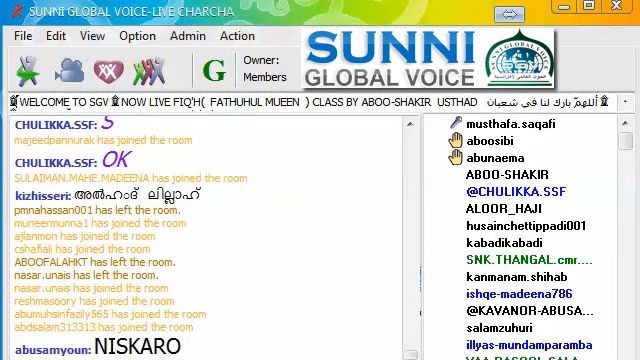 SUNNI GLOBAL VOICE-LIVE CHARCHA
File Edit View Option Admin Action
G
Owner:
Members
SUNNI
GLOBAL VOICE
WELCOME TO SGV NOW LIVE FIQ'H( FATHUHUL MUEEN ) CLASS BY ABOO-SHAKIR USTHAD أللهمّ بارك لنا في شعبان
CHULIKKA.SSF: S
majeedpannurak has joined the room
CHULIKKA.SSF: OK
SULAIMAN.MAHE.MADEENA has joined the room
kizhisseri: അൽഹംദ് ലില്ലാഹ്
pmnahassan001 has left the room.
muneermunna1 has joined the room
ajlanmon has joined the room
cshafiali has joined the room
ABOOFALAHKT has left the room.
nasar.unais has left the room.
nasar.unais has joined the room
reshmasoory has joined the room
abumuhsinfazily565 has joined the room
abdsalam313313 has joined the room
abusamyoun: NISKARO
musthafa.saqafi
aboosibi
abunaema
ABOO-SHAKIR
@CHULIKKA.SSF
ALOOR_HAJI
husainchettippadi001
kabadikabadi
SNK.THANGAL.cmr....
kanmanam.shihab
ishqe-madeena786
@KAVANOR-ABUSA...
salamzuhuri
illyas-mundamparamba